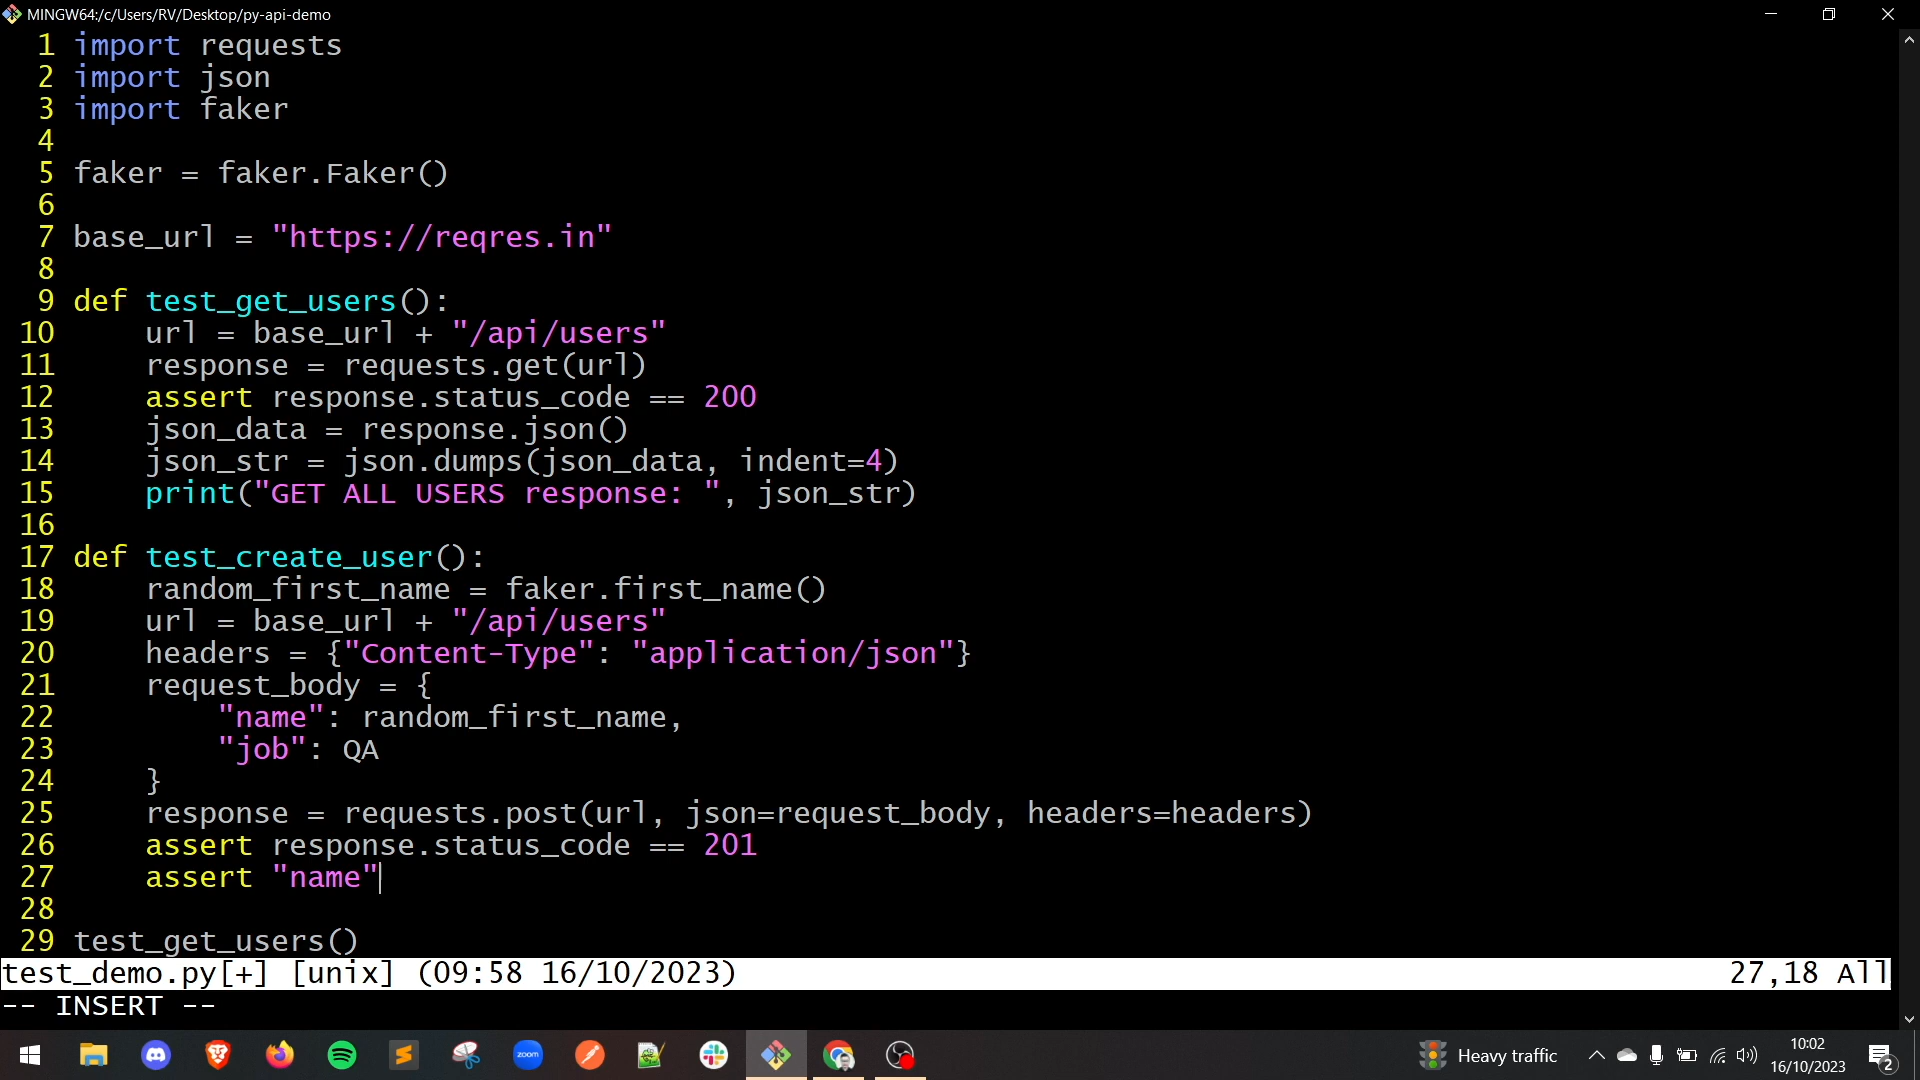 MINGW64:/c/Users/RV/Desktop/py-api-demo
1 import requests
2 import json
3 import faker
4
5 faker = faker.Faker()
6
7 base_url = "https://reqres.in"
8
9 def test_get_users():
10     url = base_url + "/api/users"
11     response = requests.get(url)
12     assert response.status_code == 200
13     json_data = response.json()
14     json_str = json.dumps(json_data, indent=4)
15     print("GET ALL USERS response: ", json_str)
16
17 def test_create_user():
18     random_first_name = faker.first_name()
19     url = base_url + "/api/users"
20     headers = {"Content-Type": "application/json"}
21     request_body = {
22         "name": random_first_name,
23         "job": QA
24     }
25     response = requests.post(url, json=request_body, headers=headers)
26     assert response.status_code == 201
27     assert "name"
28
29 test_get_users()
test_demo.py[+] [unix] (09:58 16/10/2023) 27,18 All
-- INSERT --
zoom
Heavy traffic
10:02
16/10/2023
2